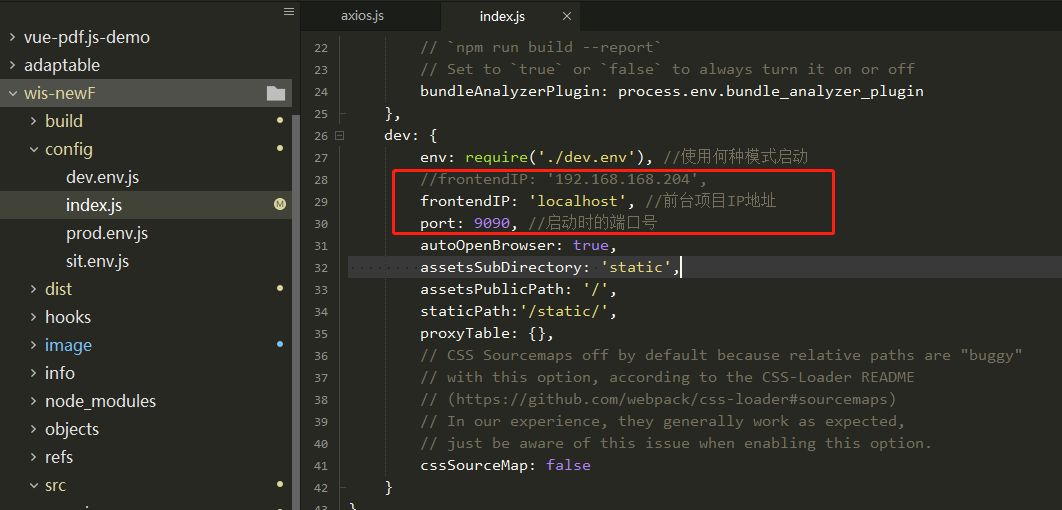 axios.js
index.js
vue-pdf.js-demo
adaptable
wis-newF
build
config
dev.env.js
index.js
M
prod.env.js
sit.env.js
dist
hooks
image
info
node_modules
objects
refs
src
22 // `npm run build --report`
23 // Set to `true` or `false` to always turn it on or off
24 bundleAnalyzerPlugin: process.env.bundle_analyzer_plugin
25 },
26 dev: {
27 env: require('./dev.env'), //使用何种模式启动
28 //frontendIP: '192.168.168.204',
29 frontendIP: 'localhost', //前台项目IP地址
30 port: 9090, //启动时的端口号
31 autoOpenBrowser: true,
32 assetsSubDirectory: 'static',
33 assetsPublicPath: '/',
34 staticPath:'/static/',
35 proxyTable: {},
36 // CSS Sourcemaps off by default because relative paths are "buggy"
37 // with this option, according to the CSS-Loader README
38 // (https://github.com/webpack/css-loader#sourcemaps)
39 // In our experience, they generally work as expected,
40 // just be aware of this issue when enabling this option.
41 cssSourceMap: false
42 }
43 }